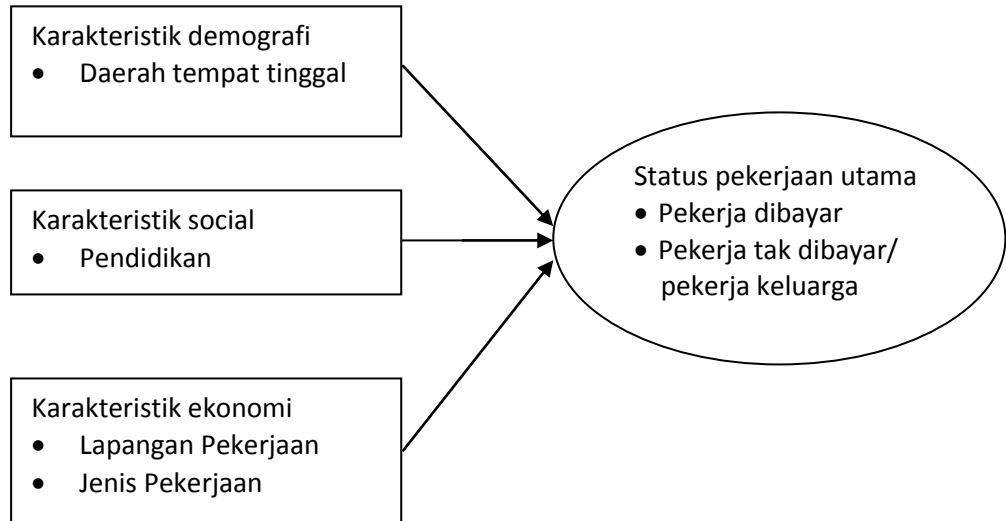 Karakteristik demografi
• Daerah tempat tinggal
Karakteristik social
• Pendidikan
Karakteristik ekonomi
• Lapangan Pekerjaan
• Jenis Pekerjaan
Status pekerjaan utama
• Pekerja dibayar
• Pekerja tak dibayar/
pekerja keluarga